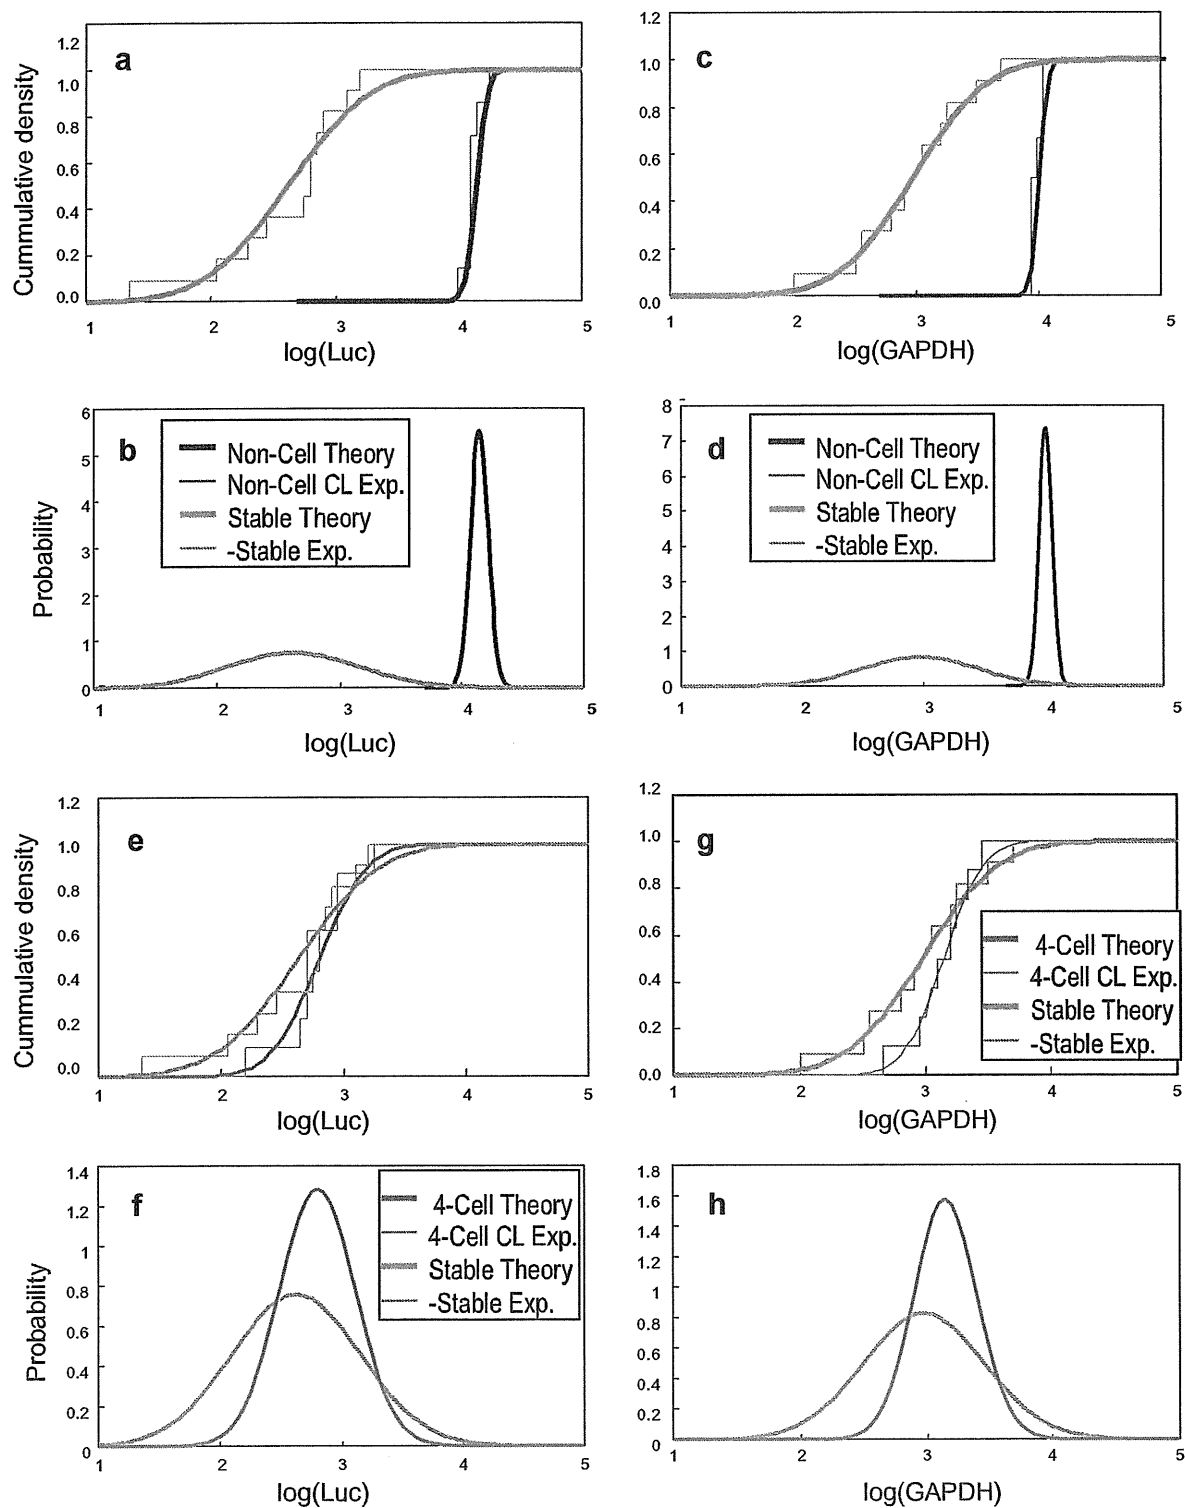 a
Cummulative density
1.2
1.0
0.8
0.6
0.4
0.2
0.0
1 2 3 4 5
log(Luc)
c
1.2
1.0
0.8
0.6
0.4
0.2
0.0
1 2 3 4 5
log(GAPDH)
b
Probability
6
5
4
3
2
1
0
Non-Cell Theory
Non-Cell CL Exp.
Stable Theory
-Stable Exp.
1 2 3 4 5
log(Luc)
d
8
7
6
5
4
3
2
1
0
Non-Cell Theory
Non-Cell CL Exp.
Stable Theory
-Stable Exp.
1 2 3 4 5
log(GAPDH)
e
Cummulative density
1.2
1.0
0.8
0.6
0.4
0.2
0.0
1 2 3 4 5
log(Luc)
g
1.2
1.0
0.8
0.6
0.4
0.2
0.0
4-Cell Theory
4-Cell CL Exp.
Stable Theory
-Stable Exp.
1 2 3 4 5
log(GAPDH)
f
Probability
1.4
1.2
1
0.8
0.6
0.4
0.2
0
4-Cell Theory
4-Cell CL Exp.
Stable Theory
-Stable Exp.
1 2 3 4 5
log(Luc)
h
1.8
1.6
1.4
1.2
1
0.8
0.6
0.4
0.2
0
1 2 3 4 5
log(GAPDH)